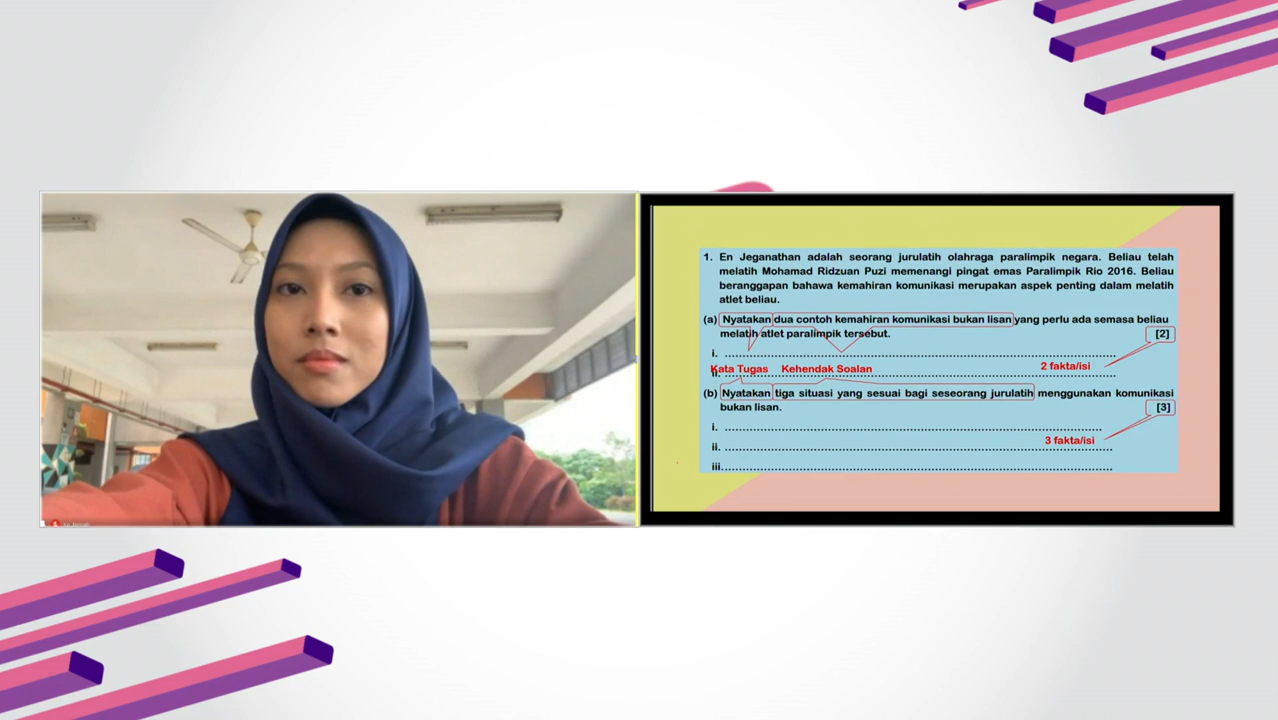 1. En Jeganathan adalah seorang jurulatih olahraga paralimpik negara. Beliau telah
melatih Mohamad Ridzuan Puzi memenangi pingat emas Paralimpik Rio 2016. Beliau
beranggapan bahawa kemahiran komunikasi merupakan aspek penting dalam melatih
atlet beliau.
(a) Nyatakan dua contoh kemahiran komunikasi bukan lisan yang perlu ada semasa beliau
melatih atlet paralimpik tersebut. [2]
i. ....................................................................................................
Kata Tugas Kehendak Soalan 2 fakta/isi
ii. ....................................................................................................
(b) Nyatakan tiga situasi yang sesuai bagi seseorang jurulatih menggunakan komunikasi
bukan lisan. [3]
i. ....................................................................................................
3 fakta/isi
ii. ....................................................................................................
iii.....................................................................................................